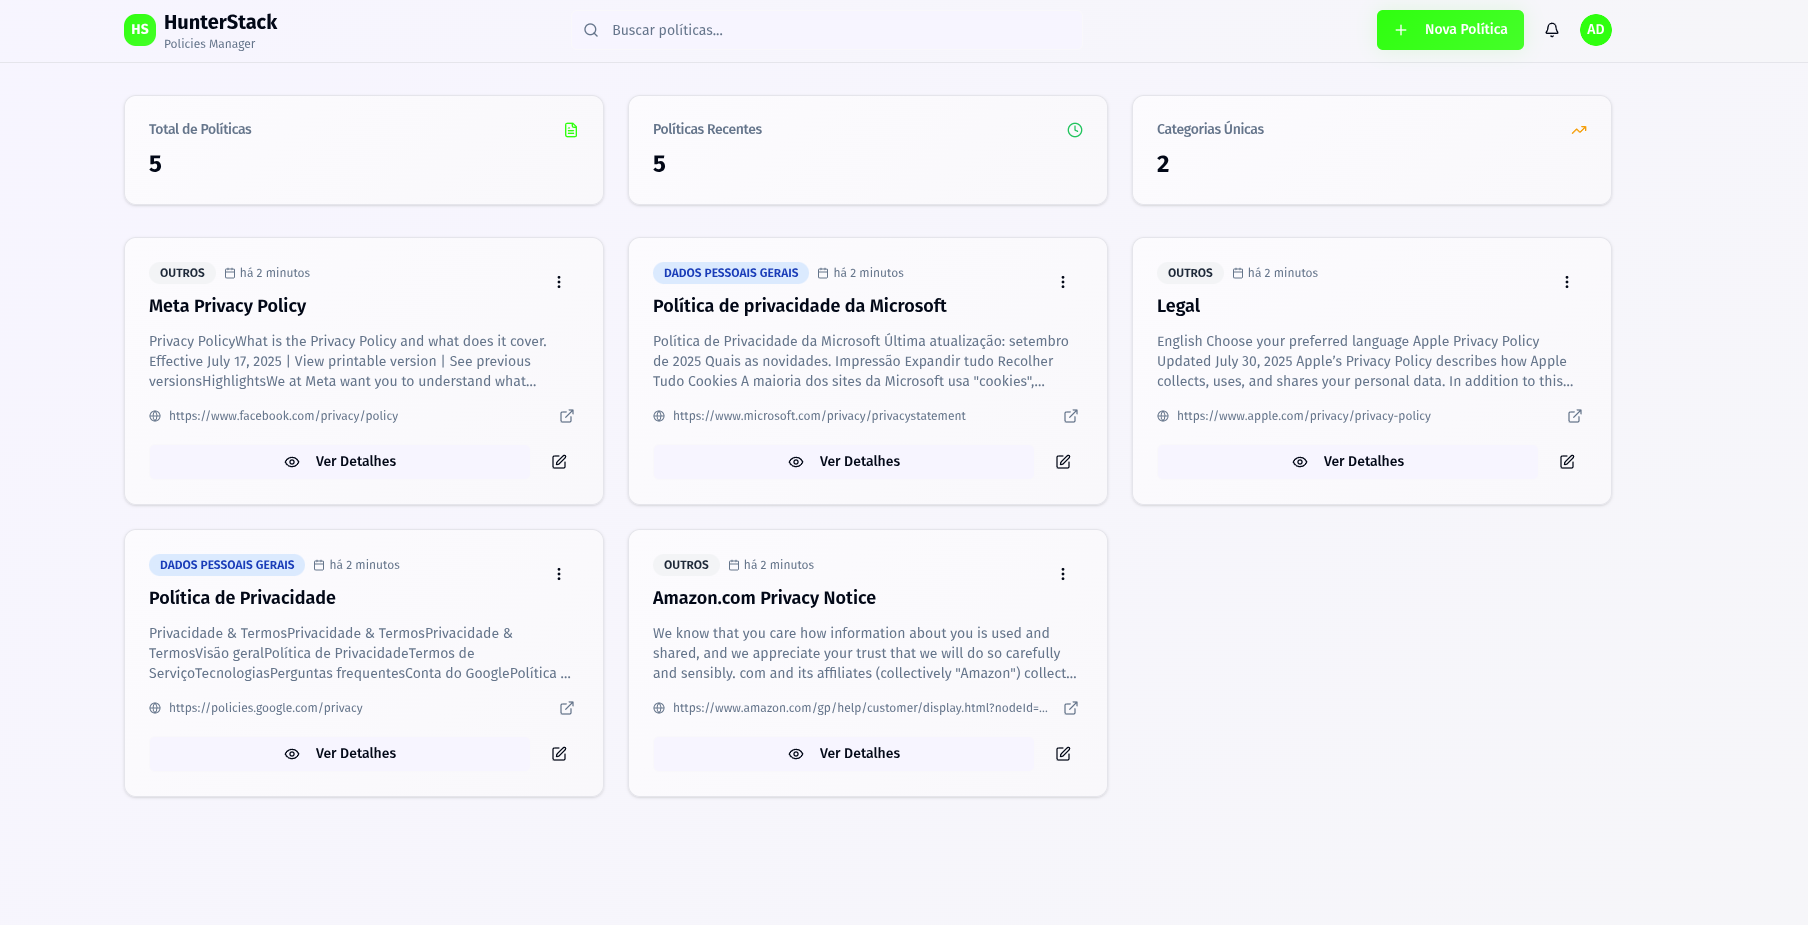 HS
HunterStack
Policies Manager
Buscar políticas...
Nova Política
AD
Total de Políticas
5
Políticas Recentes
5
Categorias Únicas
2
OUTROS há 2 minutos
Meta Privacy Policy
Privacy PolicyWhat is the Privacy Policy and what does it cover.
Effective July 17, 2025 | View printable version | See previous
versionsHighlightsWe at Meta want you to understand what...
https://www.facebook.com/privacy/policy
Ver Detalhes
DADOS PESSOAIS GERAIS há 2 minutos
Política de privacidade da Microsoft
Política de Privacidade da Microsoft Última atualização: setembro
de 2025 Quais as novidades. Impressão Expandir tudo Recolher
Tudo Cookies A maioria dos sites da Microsoft usa "cookies",...
https://www.microsoft.com/privacy/privacystatement
Ver Detalhes
OUTROS há 2 minutos
Legal
English Choose your preferred language Apple Privacy Policy
Updated July 30, 2025 Apple’s Privacy Policy describes how Apple
collects, uses, and shares your personal data. In addition to this...
https://www.apple.com/privacy/privacy-policy
Ver Detalhes
DADOS PESSOAIS GERAIS há 2 minutos
Política de Privacidade
Privacidade & TermosPrivacidade & TermosPrivacidade &
TermosVisão geralPolítica de PrivacidadeTermos de
ServiçoTecnologiasPerguntas frequentesConta do GooglePolítica ...
https://policies.google.com/privacy
Ver Detalhes
OUTROS há 2 minutos
Amazon.com Privacy Notice
We know that you care how information about you is used and
shared, and we appreciate your trust that we will do so carefully
and sensibly. com and its affiliates (collectively "Amazon") collect...
https://www.amazon.com/gp/help/customer/display.html?nodeId=...
Ver Detalhes